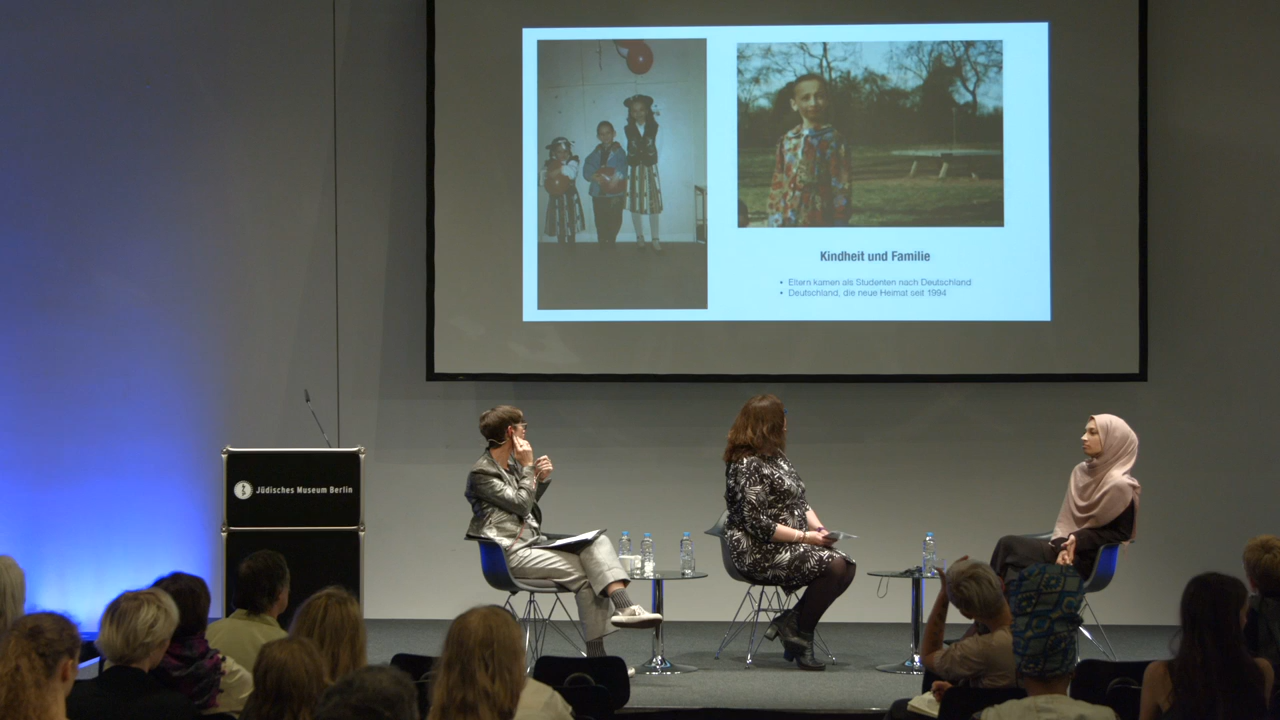 Kindheit und Familie
• Eltern kamen als Studenten nach Deutschland
• Deutschland, die neue Heimat seit 1994
Jüdisches Museum Berlin